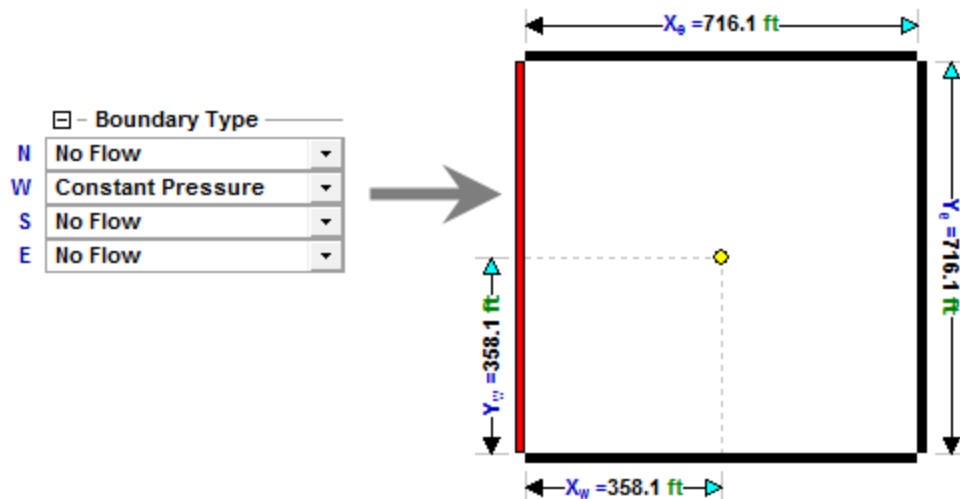 Xe =716.1 ft
Boundary Type
N No Flow
W Constant Pressure
S No Flow
E No Flow
Ye =716.1 ft
Yw =358.1 ft
Xw =358.1 ft